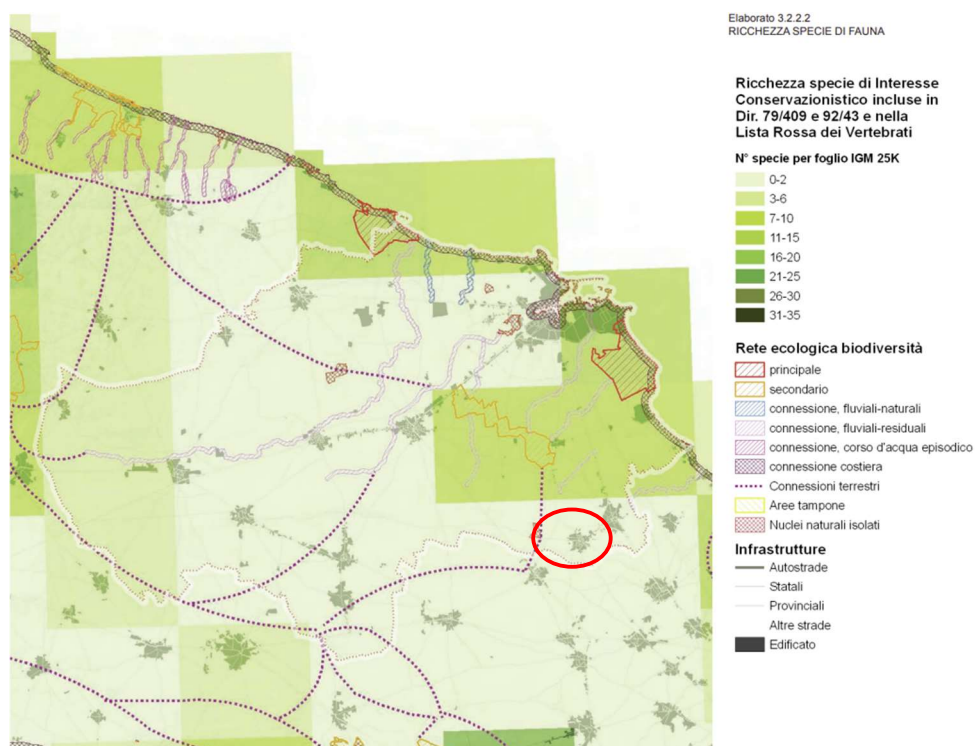 Elaborato 3.2.2.2
RICCHEZZA SPECIE DI FAUNA
Ricchezza specie di Interesse
Conservazionistico incluse in
Dir. 79/409 e 92/43 e nella
Lista Rossa dei Vertebrati
N° specie per foglio IGM 25K
0-2
3-6
7-10
11-15
16-20
21-25
26-30
31-35
Rete ecologica biodiversità
principale
secondario
connessione, fluviali-naturali
connessione, fluviali-residuali
connessione, corso d'acqua episodico
connessione costiera
Connessioni terrestri
Aree tampone
Nuclei naturali isolati
Infrastrutture
Autostrade
Statali
Provinciali
Altre strade
Edificato